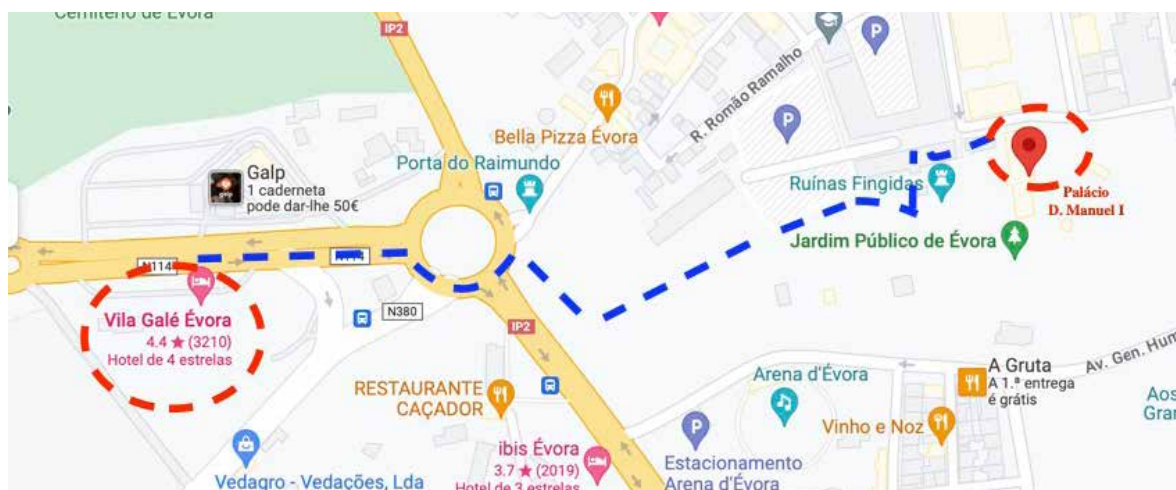 Cemitério de Évora
IP2
R. Romão Ramalho
P
P
Bella Pizza Évora
Porta do Raimundo
Galp
1 caderneta
pode dar-lhe 50€
Ruínas Fingidas
Palácio
D. Manuel I
Jardim Público de Évora
N114
N114
N380
Vila Galé Évora
4.4 ★ (3210)
Hotel de 4 estrelas
IP2
RESTAURANTE
CAÇADOR
Arena d'Évora
A Gruta
A 1.ª entrega
é grátis
Av. Gen. Hum
Aos
Gran
Vinho e Noz
P
Estacionamento
Arena d'Évora
ibis Évora
3.7 ★ (2019)
Hotel de 3 estrelas
Vedagro - Vedações, Lda